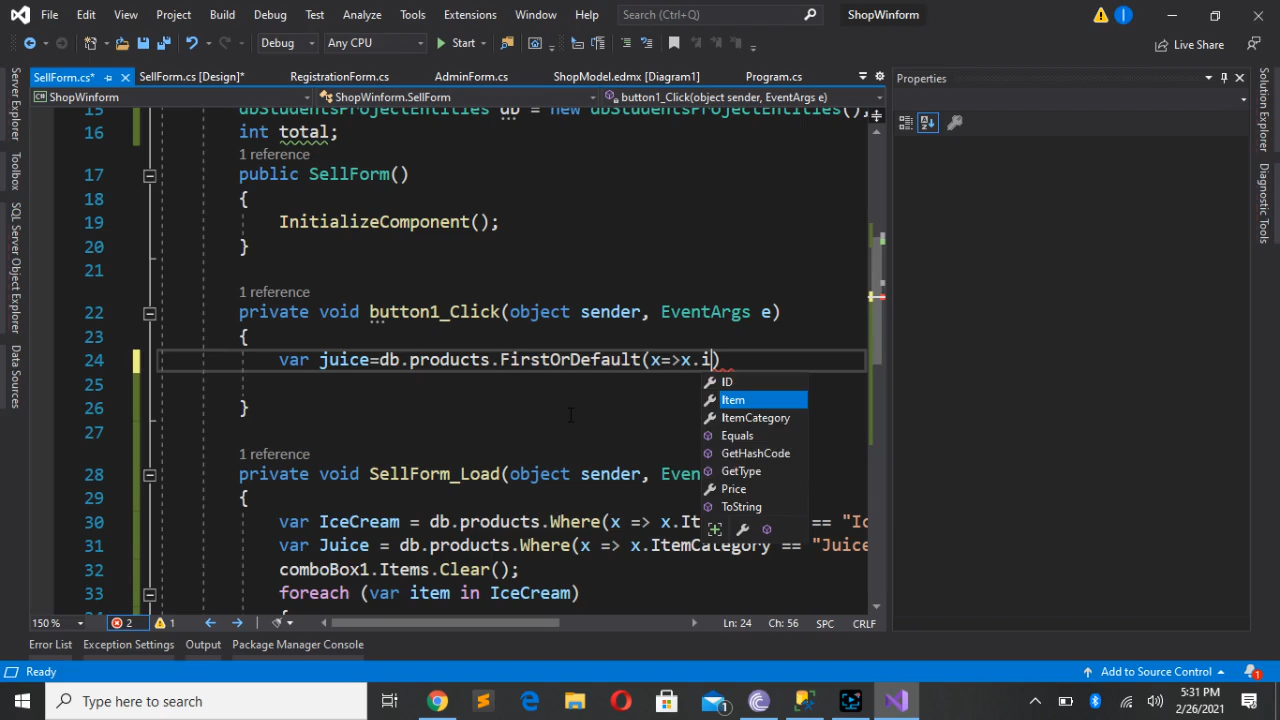 File Edit View Project Build Debug Test Analyze Tools Extensions Window Help Search (Ctrl+Q) ShopWinform
Debug Any CPU Start Live Share
SellForm.cs* SellForm.cs [Design]* RegistrationForm.cs AdminForm.cs ShopModel.edmx [Diagram1] Program.cs
Properties
ShopWinform ShopWinform.SellForm button1_Click(object sender, EventArgs e)
Server Explorer
Toolbox
SQL Server Object Explorer
Data Sources
Solution Explorer
Diagnostic Tools
15 dbStudentsProjectEntities db = new dbStudentsProjectEntities();
16 int total;
1 reference
17 public SellForm()
18 {
19 InitializeComponent();
20 }
21
1 reference
22 private void button1_Click(object sender, EventArgs e)
23 {
24 var juice=db.products.FirstOrDefault(x=>x.i)
ID
25
Item
26 }
ItemCategory
27
Equals
GetHashCode
1 reference
28 private void SellForm_Load(object sender, Even
GetType
29 {
Price
ToString
30 var IceCream = db.products.Where(x => x.It == "Ic
31 var Juice = db.products.Where(x => x.ItemCategory == "Juice
32 comboBox1.Items.Clear();
33 foreach (var item in IceCream)
150 % 2 1 Ln: 24 Ch: 56 SPC CRLF
Error List Exception Settings Output Package Manager Console
Ready Add to Source Control 1
Type here to search
1
5:31 PM
2/26/2021